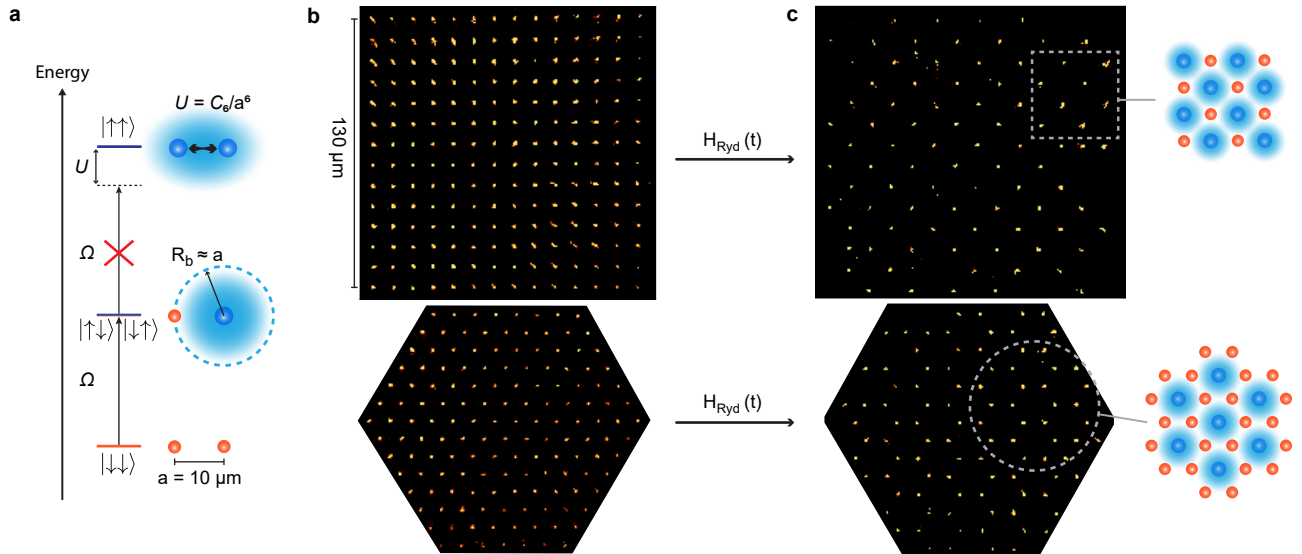 a
Energy
U = C₆/a⁶
|↑↑⟩
U
Ω
R_b ≈ a
|↑↓⟩ |↓↑⟩
Ω
|↓↓⟩
a = 10 μm
b
130 μm
H_Ryd (t)
H_Ryd (t)
c